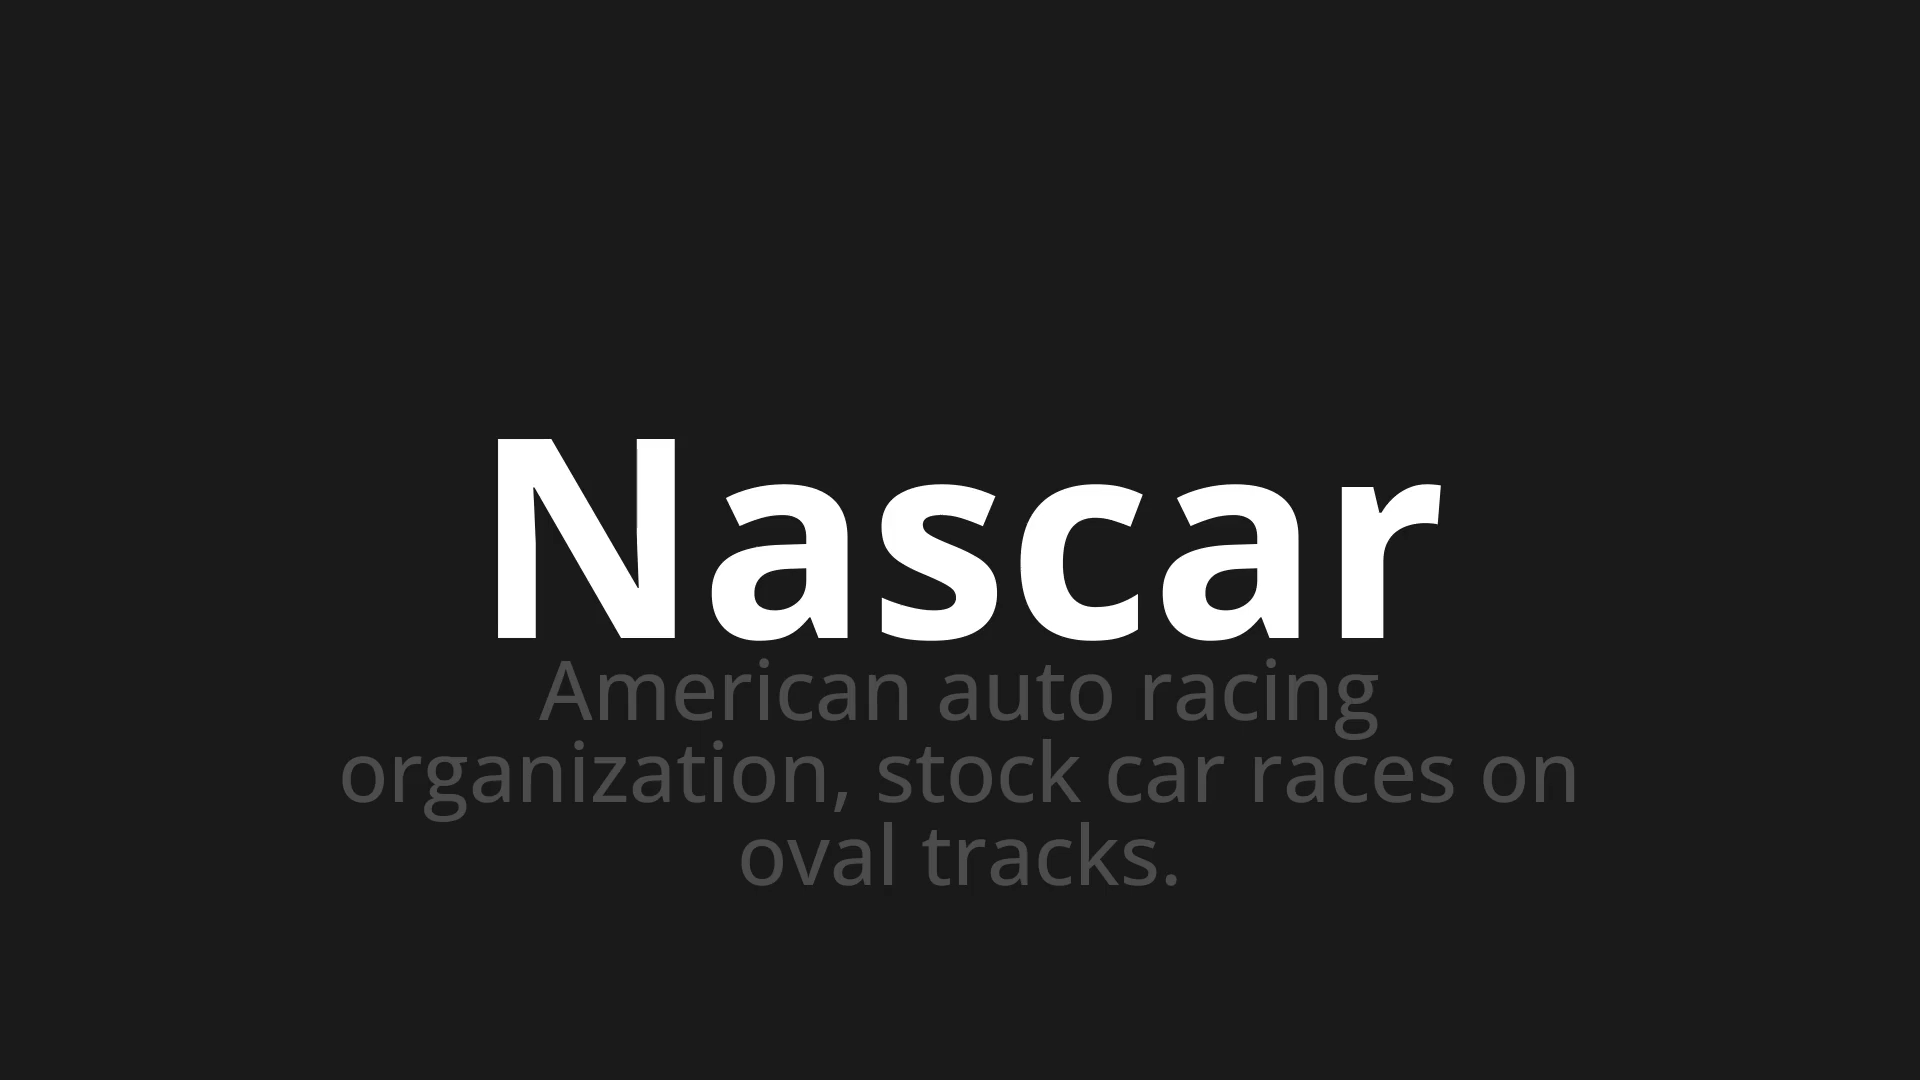 Nascar
American auto racing
organization, stock car races on
oval tracks.